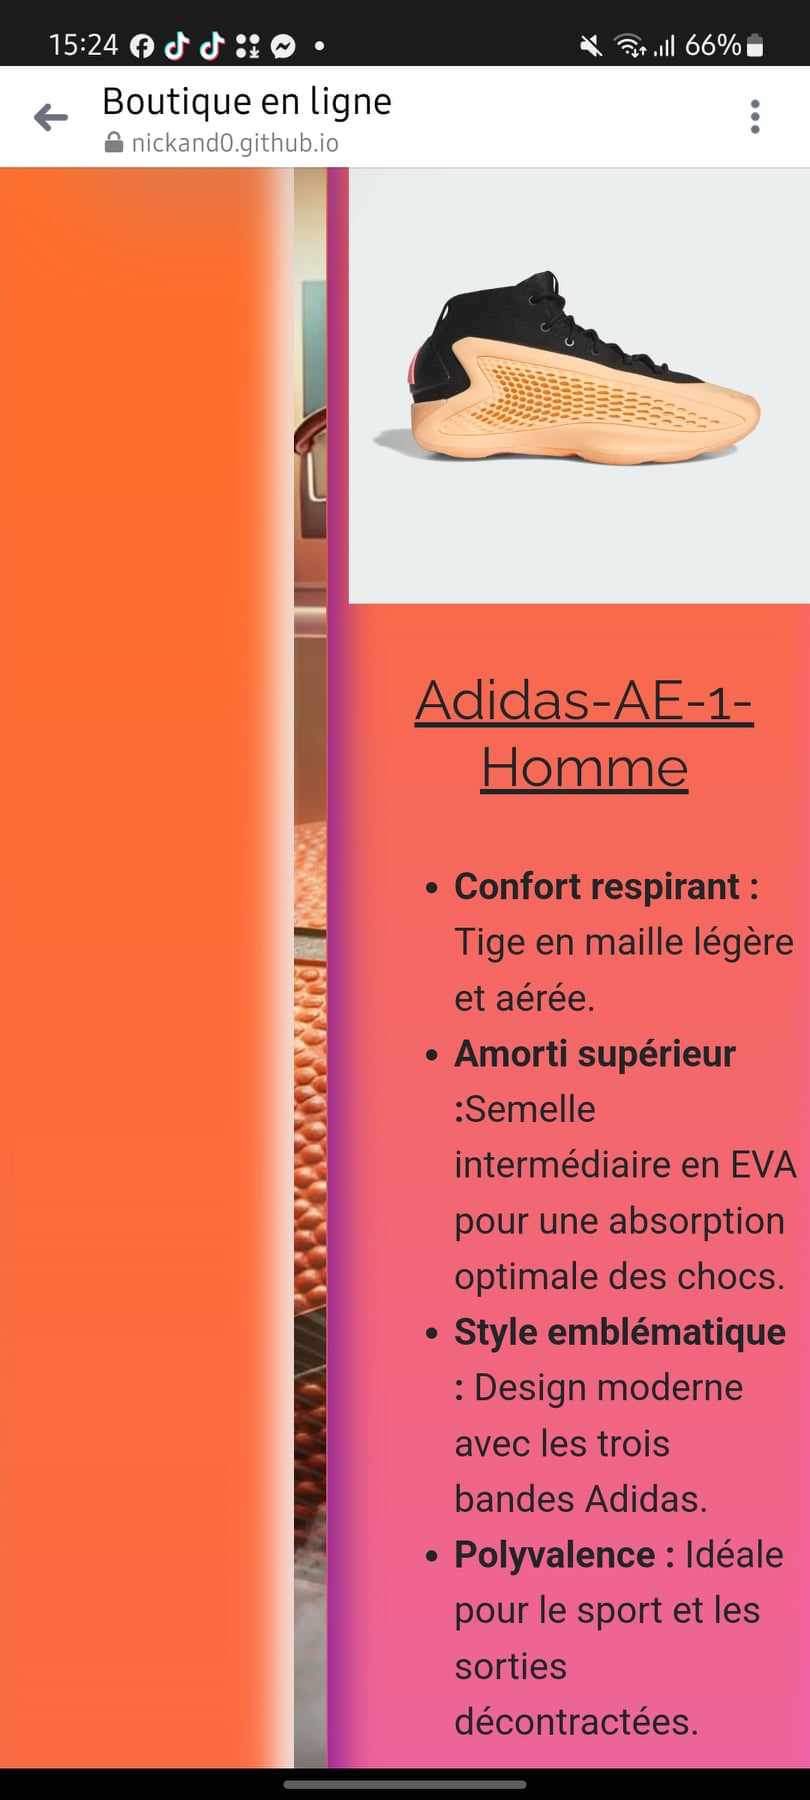 15:24
66%
Boutique en ligne
nickand0.github.io
Adidas-AE-1-
Homme
• Confort respirant :
Tige en maille légère
et aérée.
• Amorti supérieur
:Semelle
intermédiaire en EVA
pour une absorption
optimale des chocs.
• Style emblématique
: Design moderne
avec les trois
bandes Adidas.
• Polyvalence : Idéale
pour le sport et les
sorties
décontractées.